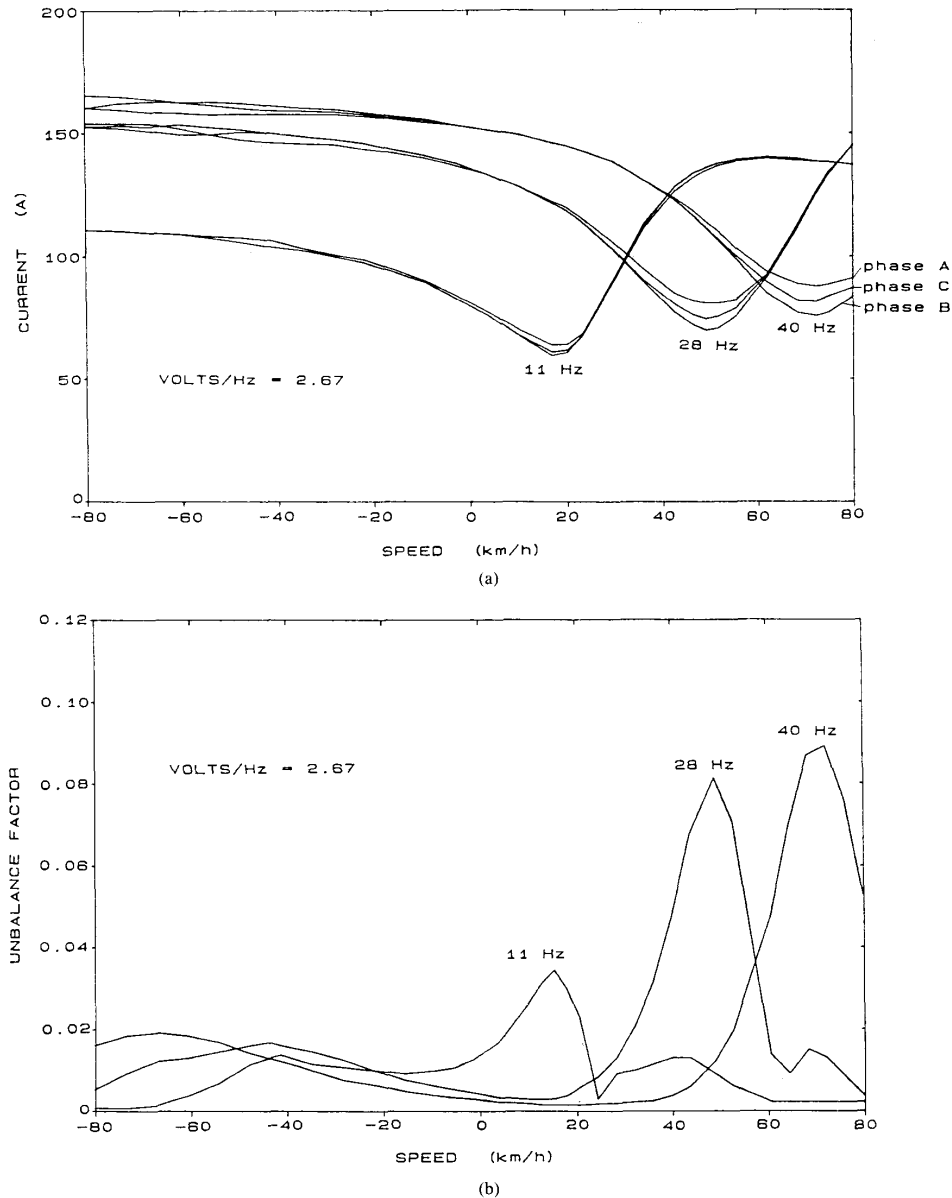 200
150
100
50
0
CURRENT (A)
phase A
phase C
phase B
40 Hz
28 Hz
11 Hz
VOLTS/Hz = 2.67
-80 -60 -40 -20 0 20 40 60 80
SPEED (km/h)
(a)
0.12
0.10
0.08
0.06
0.04
0.02
0
UNBALANCE FACTOR
40 Hz
28 Hz
VOLTS/Hz = 2.67
11 Hz
-80 -60 -40 -20 0 20 40 60 80
SPEED (km/h)
(b)